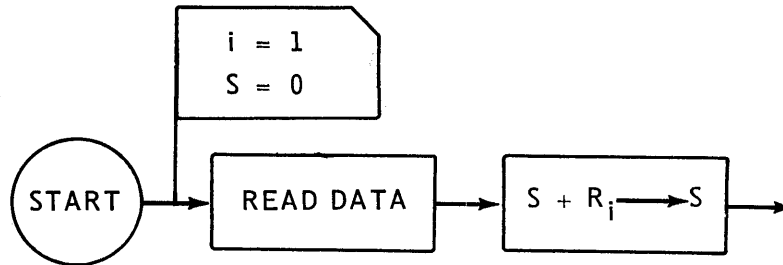 i = 1
S = 0
START
READ DATA
S + Ri⟶S